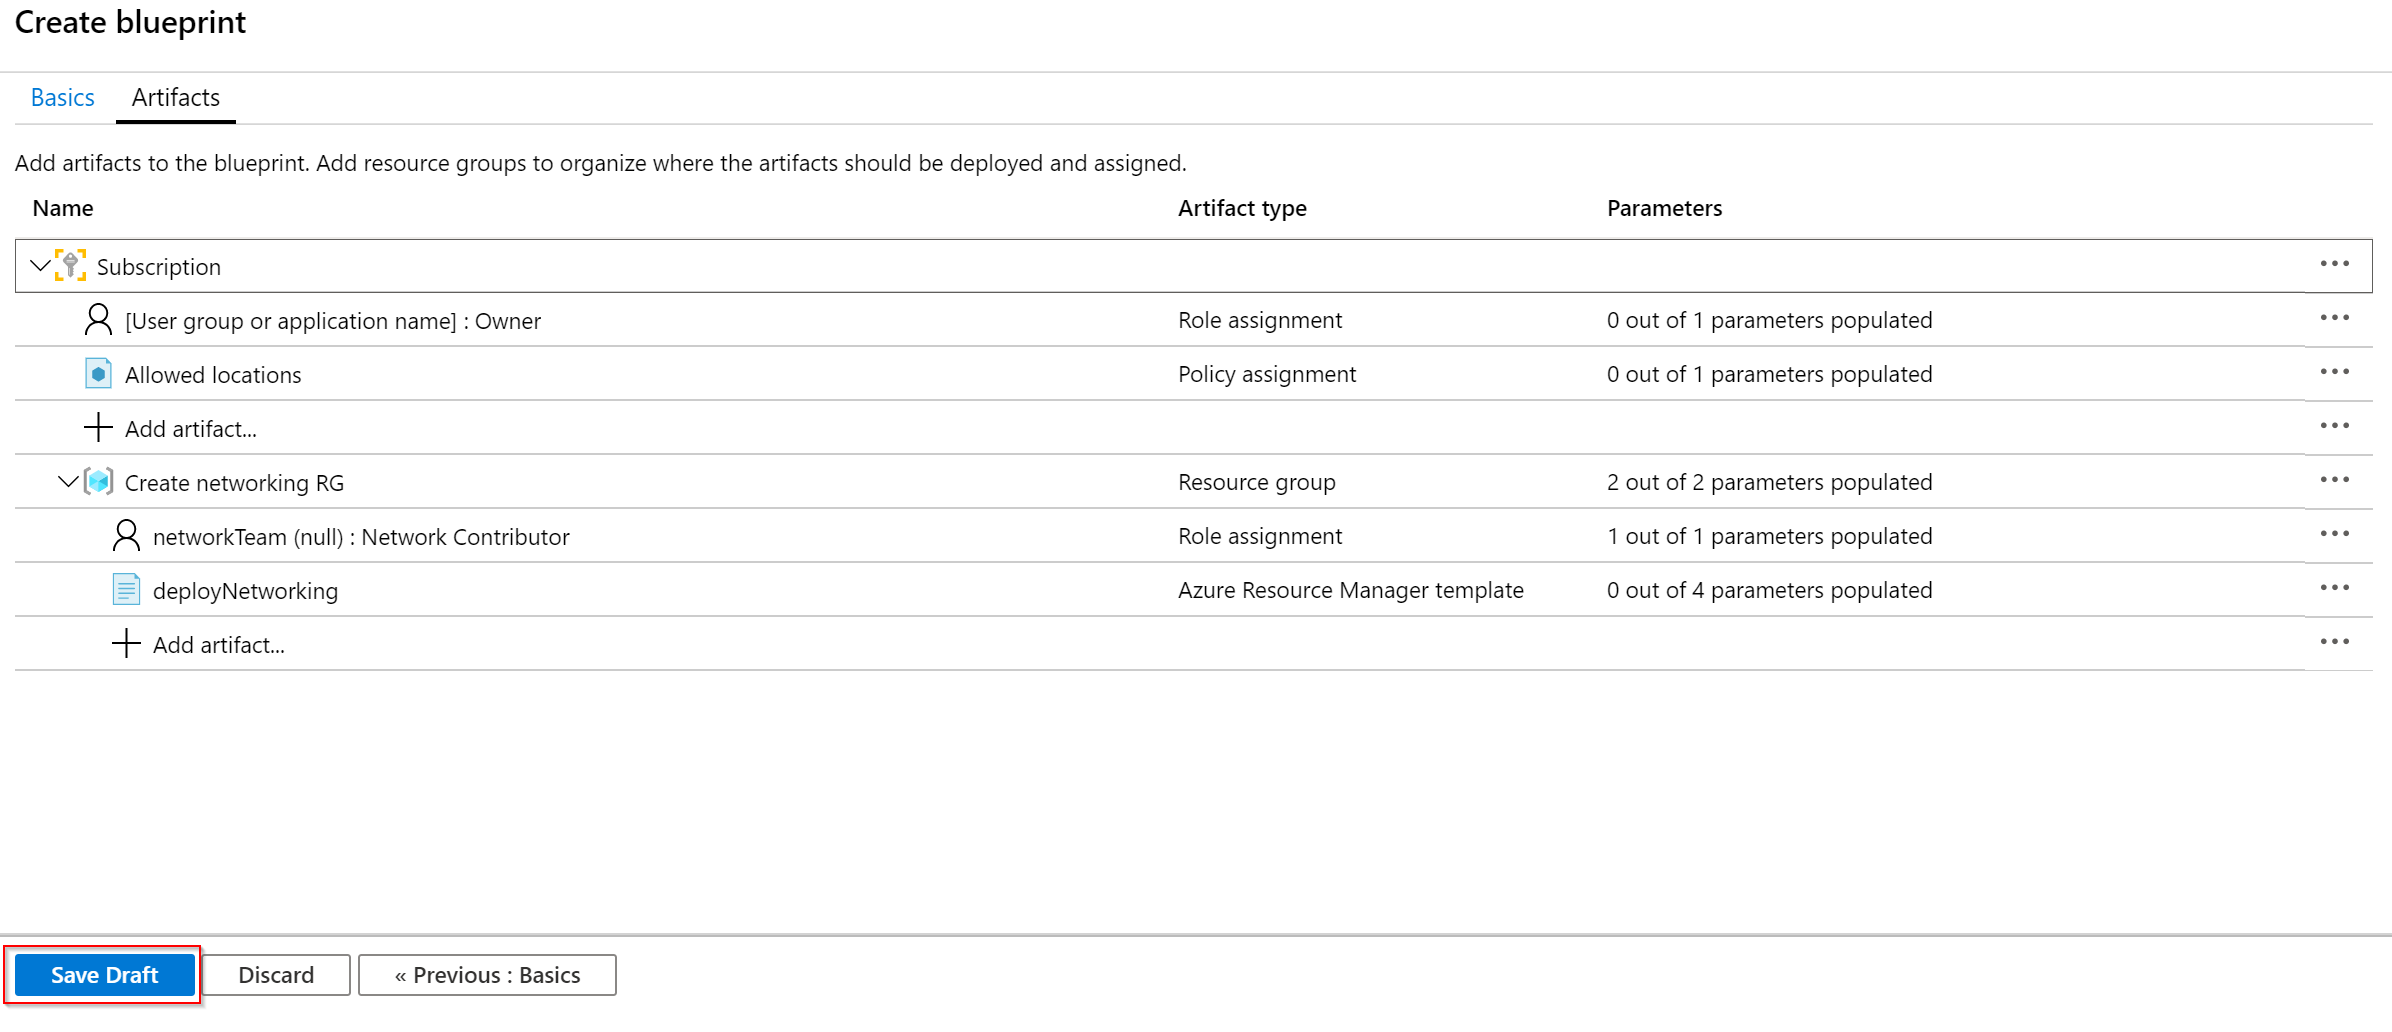 Create blueprint
Basics Artifacts
Add artifacts to the blueprint. Add resource groups to organize where the artifacts should be deployed and assigned.
Name Artifact type Parameters
Subscription
[User group or application name] : Owner Role assignment 0 out of 1 parameters populated
Allowed locations Policy assignment 0 out of 1 parameters populated
Add artifact...
Create networking RG Resource group 2 out of 2 parameters populated
networkTeam (null) : Network Contributor Role assignment 1 out of 1 parameters populated
deployNetworking Azure Resource Manager template 0 out of 4 parameters populated
Add artifact...
Save Draft Discard « Previous : Basics